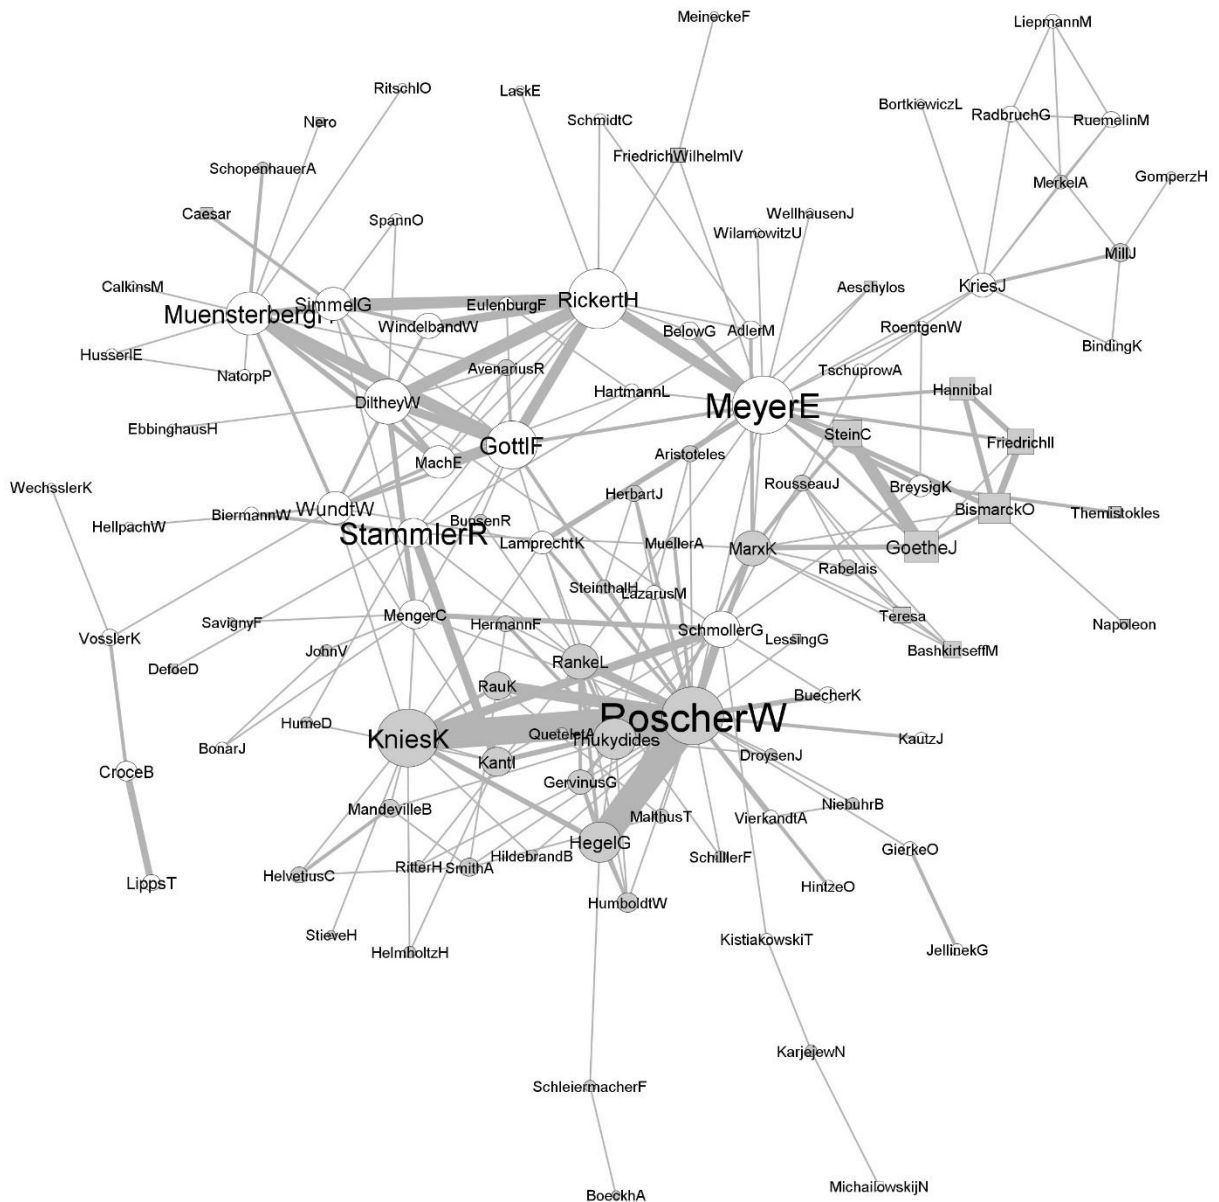 MeineckeF
LiepmannM
RitschlO
LaskE
BortkiewiczL
RadbruchG
RuemelinM
Nero
SchmidtC
FriedrichWilhelmIV
SchopenhauerA
MerkelA
GomperzH
Caesar
SpannO
WellhausenJ
WilamowitzU
MillJ
CalkinsM
SimmelG
Muensterberg
EulenburgF
RickertH
Aeschylos
KriesJ
WindelbandW
BelowG
AdlerM
RoentgenW
HusserlE
NatorpP
AvenariusR
TschuprowA
BindingK
DiltheyW
HartmannL
MeyerE
Hannibal
EbbinghausH
GottlF
SteinC
FriedrichII
MachE
Aristoteles
WechsslerK
HerbartJ
RousseauJ
BreysigK
HellpachW
BiermannW
WundtW
BismarckO
Themistokles
StammlerR
BunsenR
LamprechtK
MuellerA
MarxK
GoetheJ
Rabelais
SteinthalH
LazarusM
SavignyF
MengerC
HermannF
SchmollerG
LessingG
Teresa
Napoleon
VosslerK
JohnV
RankeL
BashkirtseffM
DefoeD
RauK
BuecherK
HumeD
KniesK
RoscherW
QueteletA
Thukydides
KautzJ
BonarJ
KantI
DroysenJ
CroceB
GervinusG
MandevilleB
NiebuhrB
MalthusT
VierkandtA
HegelG
HildebrandB
SchilllerF
GierkeO
HelvetiusC
RitterH
SmithA
LippsT
HumboldtW
HintzeO
StieveH
HelmholtzH
KistiakowskiT
JellinekG
KarjejewN
SchleiermacherF
MichailowskijN
BoeckhA